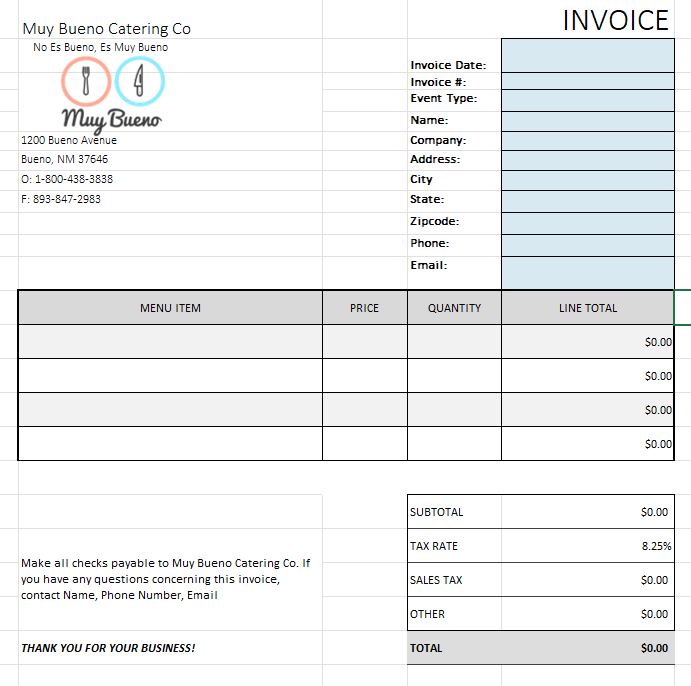 INVOICE
Muy Bueno Catering Co
No Es Bueno, Es Muy Bueno
Muy Bueno
1200 Bueno Avenue
Bueno, NM 37646
O: 1-800-438-3838
F: 893-847-2983
Invoice Date:
Invoice #:
Event Type:
Name:
Company:
Address:
City
State:
Zipcode:
Phone:
Email:
MENU ITEM PRICE QUANTITY LINE TOTAL
$0.00
$0.00
$0.00
$0.00
SUBTOTAL $0.00
TAX RATE 8.25%
SALES TAX $0.00
OTHER $0.00
TOTAL $0.00
Make all checks payable to Muy Bueno Catering Co. If
you have any questions concerning this invoice,
contact Name, Phone Number, Email
THANK YOU FOR YOUR BUSINESS!